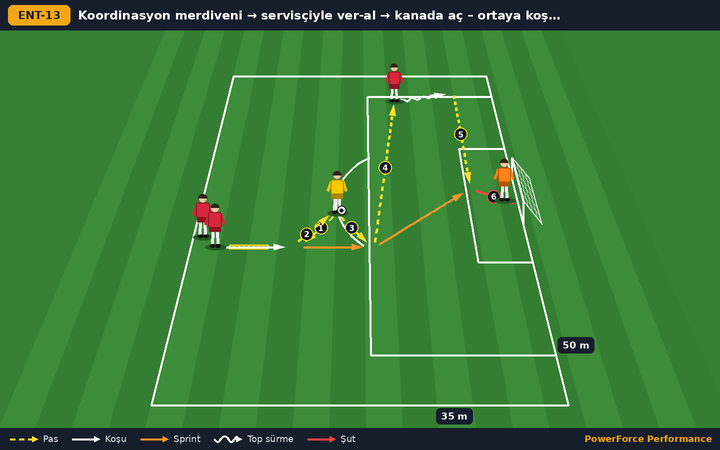 ENT-13 Koordinasyon merdiveni → servisçiyle ver-al → kanada aç – ortaya koş…
5
4
6
2 1 3
50 m
35 m
Pas Koşu Sprint Top sürme Şut PowerForce Performance